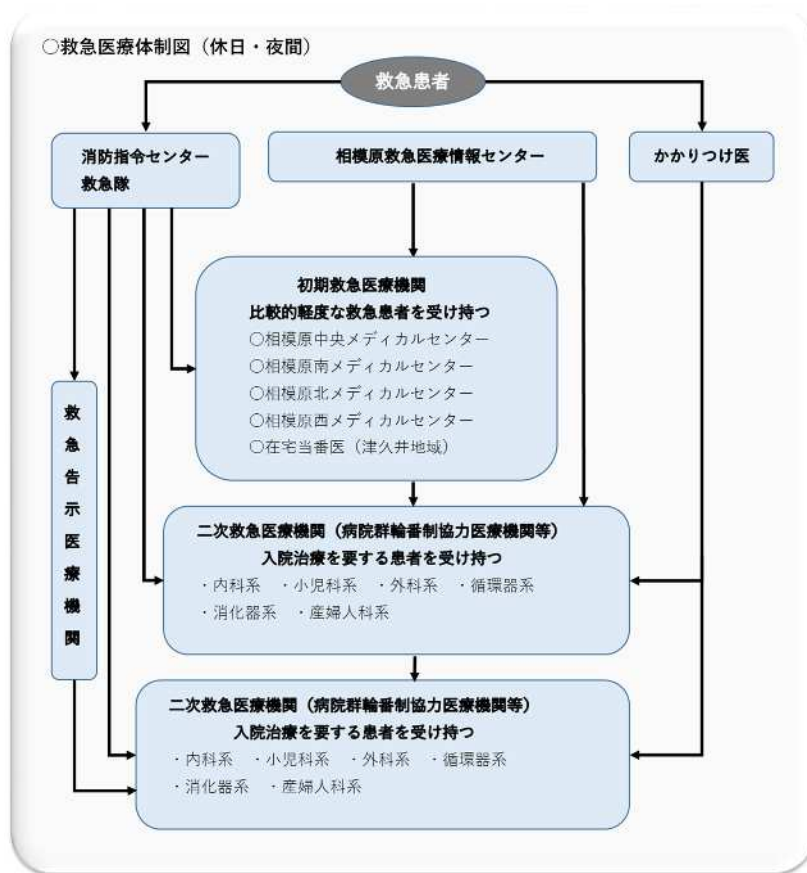 ○救急医療体制図（休日・夜間）
救急患者
消防指令センター
救急隊
相模原救急医療情報センター
かかりつけ医
初期救急医療機関
比較的軽度な救急患者を受け持つ
○相模原中央メディカルセンター
○相模原南メディカルセンター
○相模原北メディカルセンター
○相模原西メディカルセンター
○在宅当番医（津久井地域）
救急告示医療機関
二次救急医療機関（病院群輪番制協力医療機関等）
入院治療を要する患者を受け持つ
・内科系　・小児科系　・外科系　・循環器系
・消化器系　・産婦人科系
二次救急医療機関（病院群輪番制協力医療機関等）
入院治療を要する患者を受け持つ
・内科系　・小児科系　・外科系　・循環器系
・消化器系　・産婦人科系